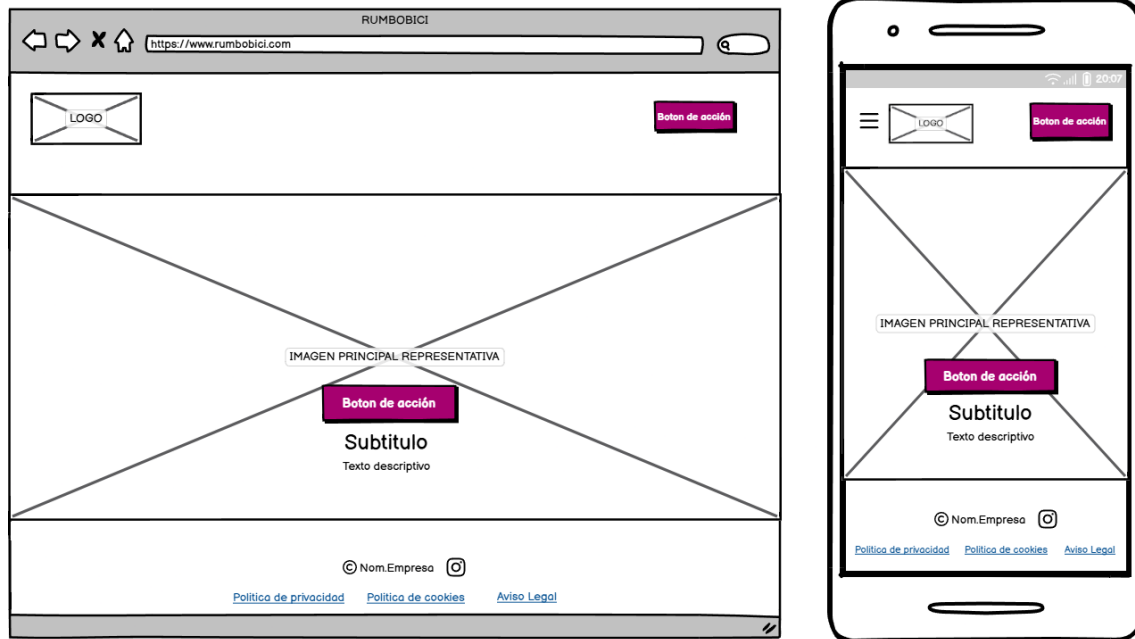 RUMBOBICI
https://www.rumbobici.com
LOGO
Boton de acción
IMAGEN PRINCIPAL REPRESENTATIVA
Boton de acción
Subtitulo
Texto descriptivo
© Nom.Empresa
Politica de privacidad Politica de cookies Aviso Legal
20:07
LOGO
Boton de acción
IMAGEN PRINCIPAL REPRESENTATIVA
Boton de acción
Subtitulo
Texto descriptivo
© Nom.Empresa
Politica de privacidad Politica de cookies Aviso Legal